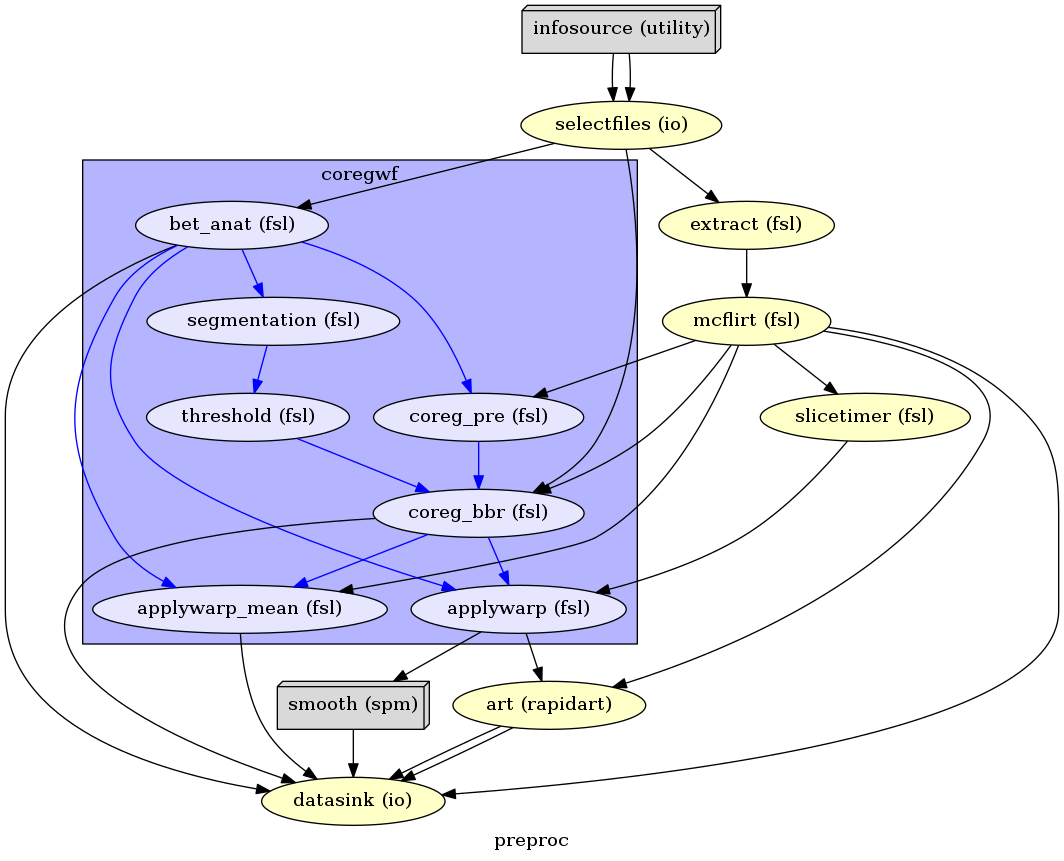 infosource (utility)
selectfiles (io)
coregwf
bet_anat (fsl)
extract (fsl)
segmentation (fsl)
mcflirt (fsl)
threshold (fsl)
coreg_pre (fsl)
slicetimer (fsl)
coreg_bbr (fsl)
applywarp_mean (fsl)
applywarp (fsl)
smooth (spm)
art (rapidart)
datasink (io)
preproc